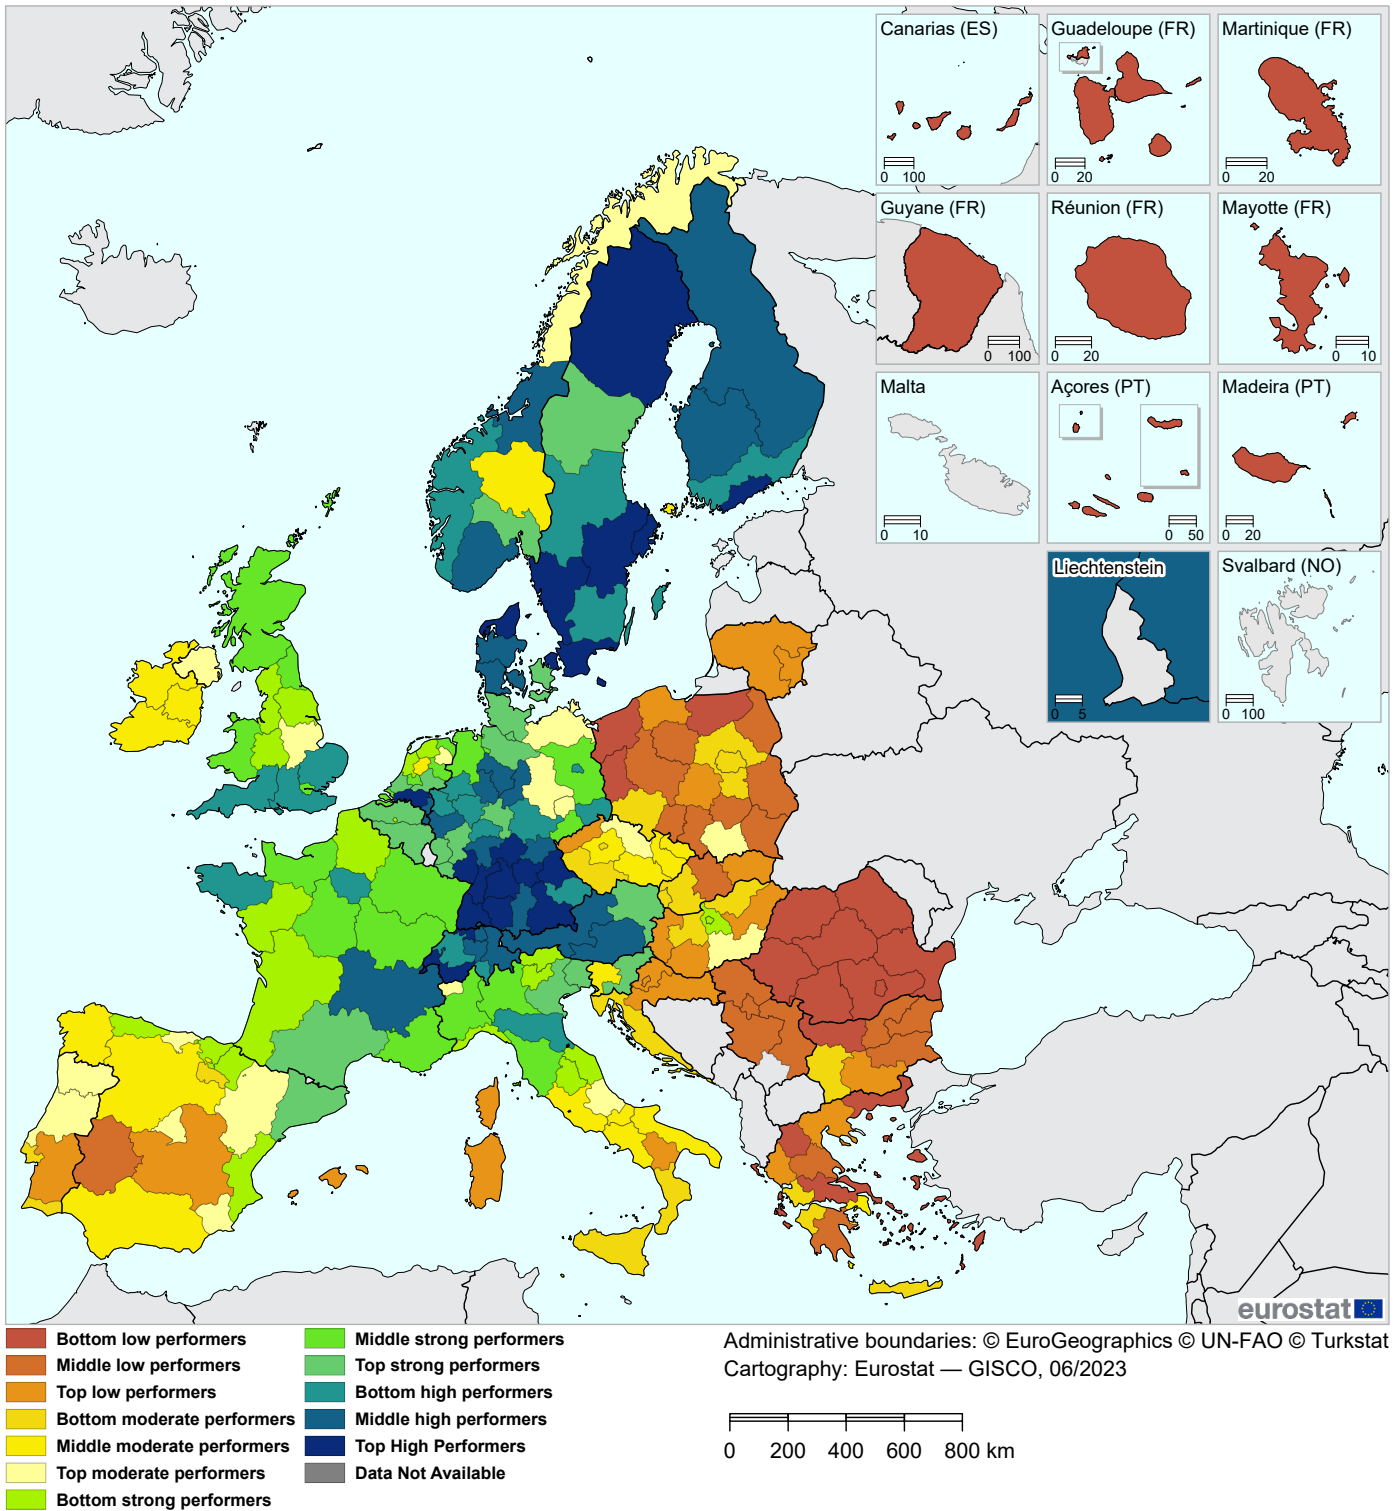 Canarias (ES)
0 100
Guadeloupe (FR)
0 20
Martinique (FR)
0 20
Guyane (FR)
0 100
Réunion (FR)
0 20
Mayotte (FR)
0 10
Malta
0 10
Açores (PT)
0 50
Madeira (PT)
0 20
Liechtenstein
0 5
Svalbard (NO)
0 100
eurostat
Bottom low performers
Middle low performers
Top low performers
Bottom moderate performers
Middle moderate performers
Top moderate performers
Bottom strong performers
Middle strong performers
Top strong performers
Bottom high performers
Middle high performers
Top High Performers
Data Not Available
Administrative boundaries: © EuroGeographics © UN-FAO © Turkstat
Cartography: Eurostat — GISCO, 06/2023
0 200 400 600 800 km